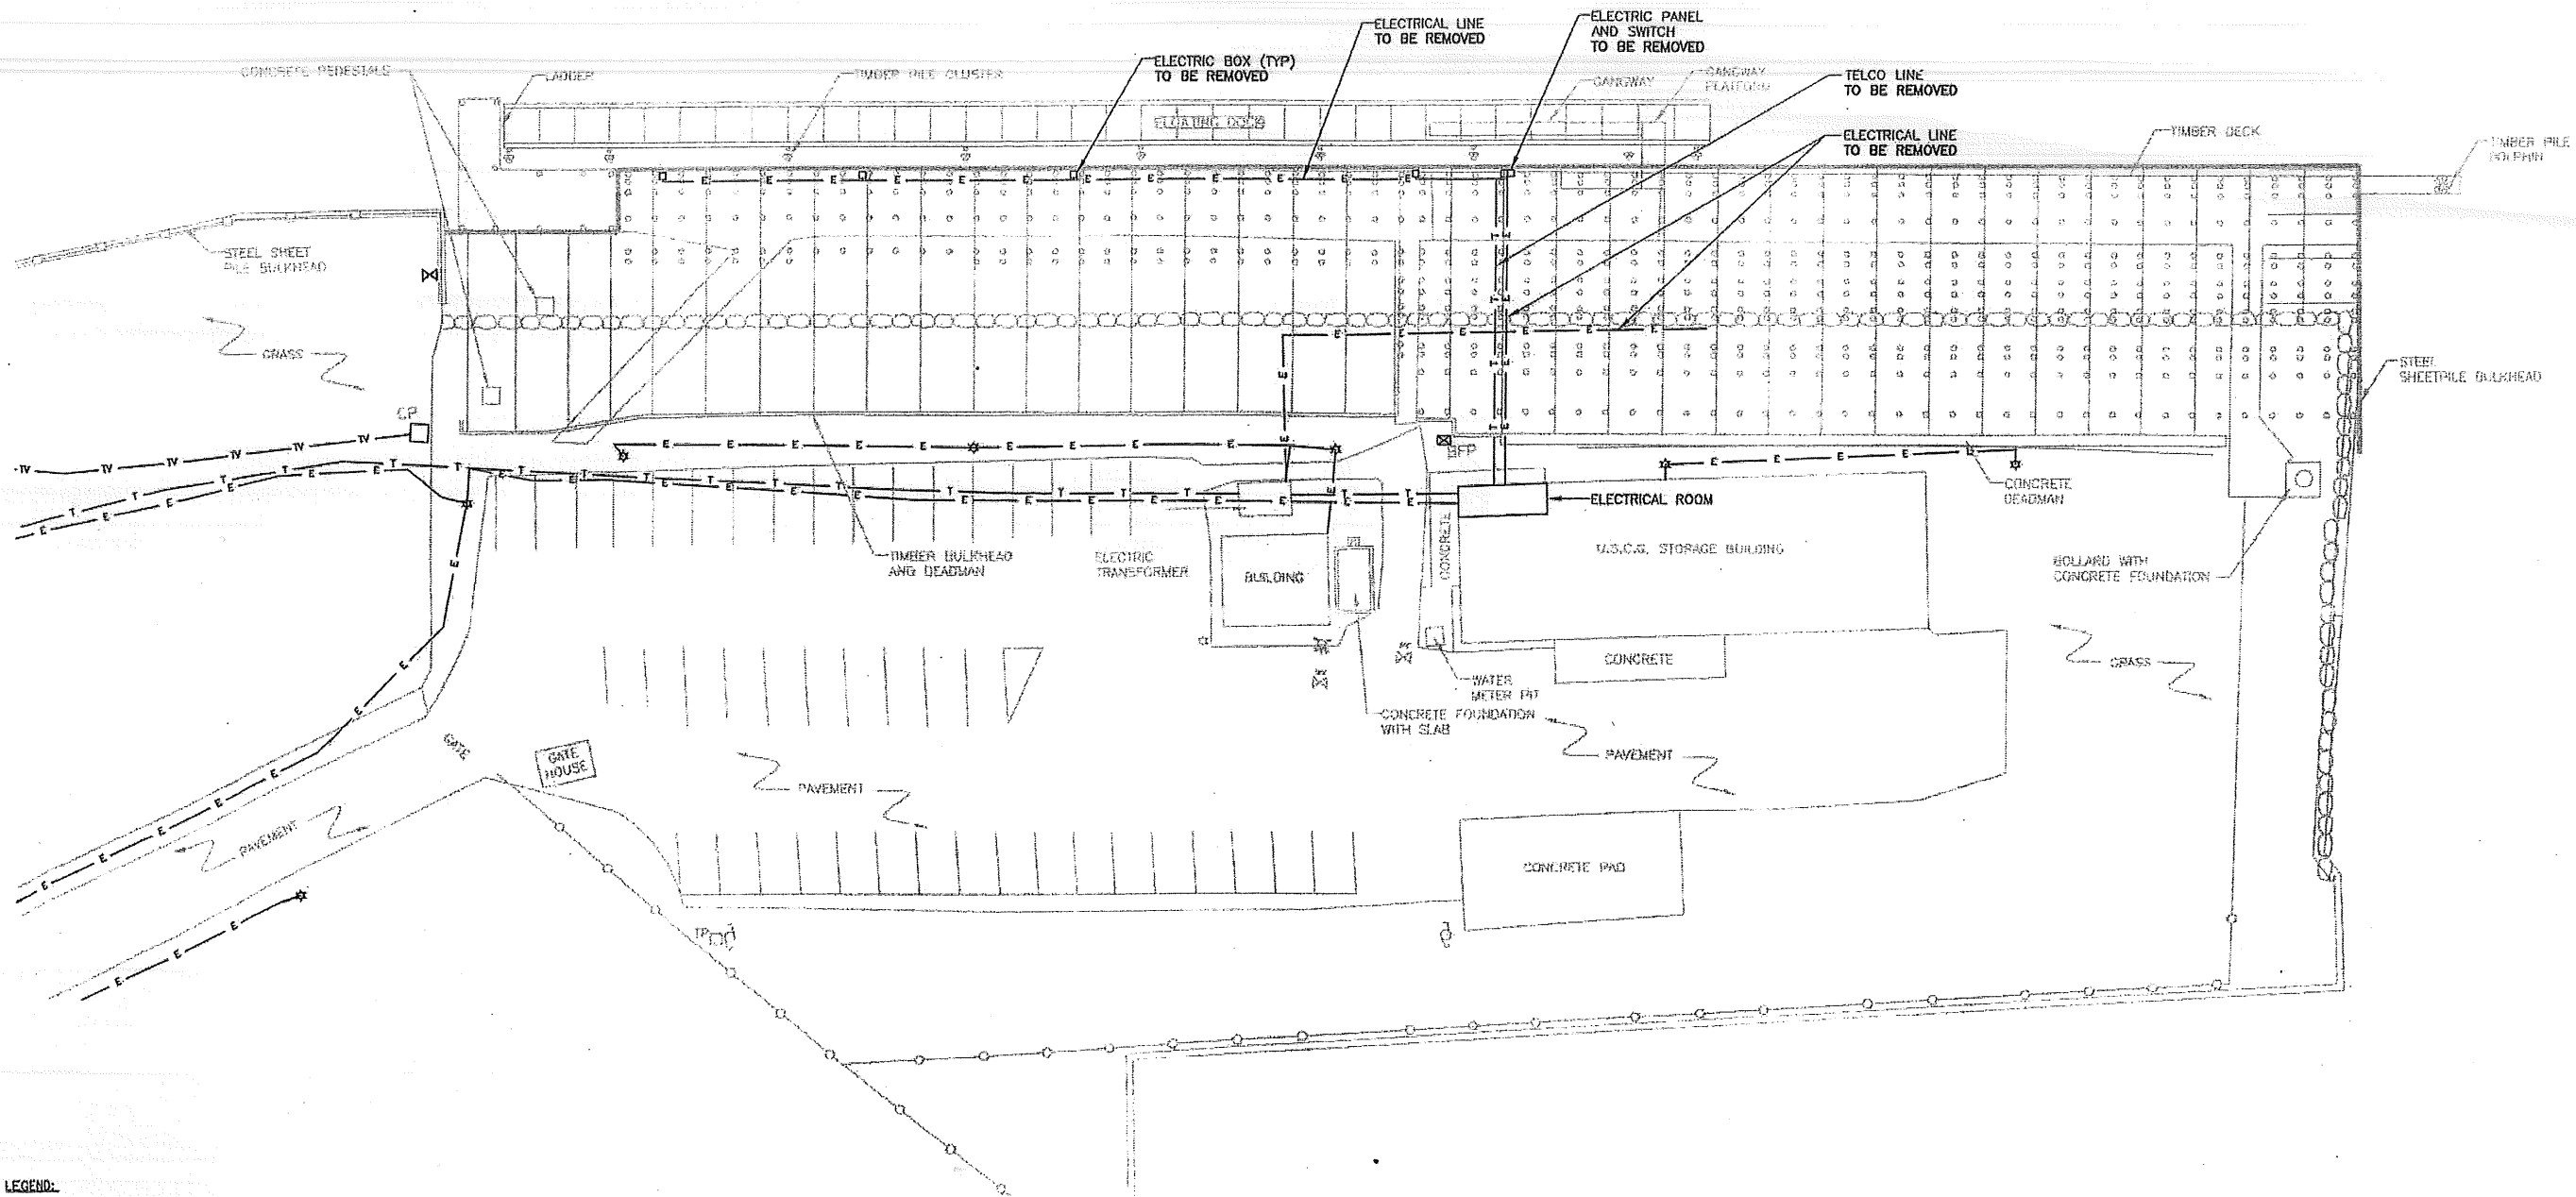 ELECTRICAL LINE
TO BE REMOVED
ELECTRIC PANEL
AND SWITCH
TO BE REMOVED
CONCRETE PEDESTALS
LADDER
TIMBER PILE CLUSTER
ELECTRIC BOX (TYP)
TO BE REMOVED
GANGWAY
GANGWAY
PLATFORM
TELCO LINE
TO BE REMOVED
FLOATING DOCK
ELECTRICAL LINE
TO BE REMOVED
TIMBER DECK
TIMBER PILE
DOLPHIN
STEEL SHEET
PILE BULKHEAD
GRASS
STEEL
SHEETPILE BULKHEAD
CP
BFP
CONCRETE
DEADMAN
ELECTRICAL ROOM
TIMBER BULKHEAD
AND DEADMAN
ELECTRIC
TRANSFORMER
BUILDING
CONCRETE
U.S.C.G. STORAGE BUILDING
BOLLARD WITH
CONCRETE FOUNDATION
CONCRETE
GRASS
WATER
METER PIT
CONCRETE FOUNDATION
WITH SLAB
GATE
GATE
HOUSE
PAVEMENT
PAVEMENT
PAVEMENT
CONCRETE PAD
TP
LEGEND: